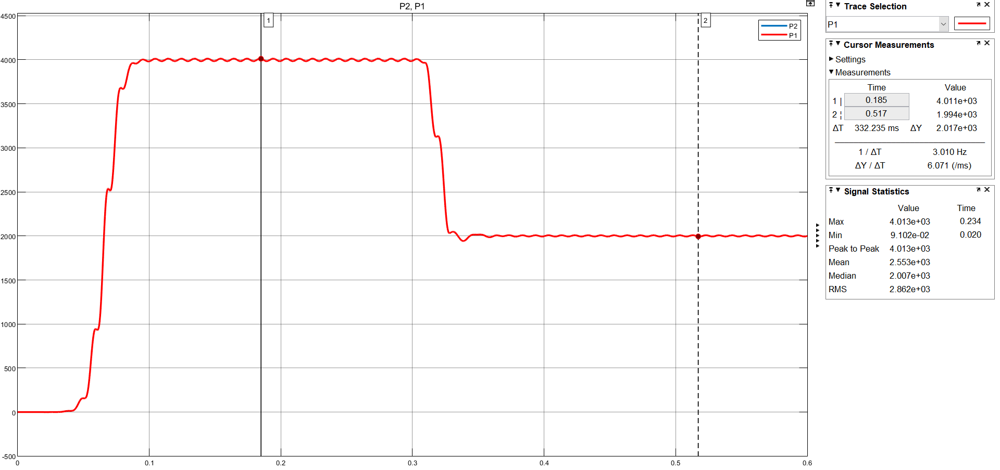 P2, P1
4500
4000
3500
3000
2500
2000
1500
1000
500
0
-500
0
0.1
0.2
0.3
0.4
0.5
0.6
1
2
P2
P1
Trace Selection
P1
Cursor Measurements
Settings
Measurements
Time Value
1 | 0.185 4.011e+03
2 ¦ 0.517 1.994e+03
ΔT 332.235 ms ΔY 2.017e+03
1 / ΔT 3.010 Hz
ΔY / ΔT 6.071 (/ms)
Signal Statistics
Value Time
Max 4.013e+03 0.234
Min 9.102e-02 0.020
Peak to Peak 4.013e+03
Mean 2.553e+03
Median 2.007e+03
RMS 2.862e+03